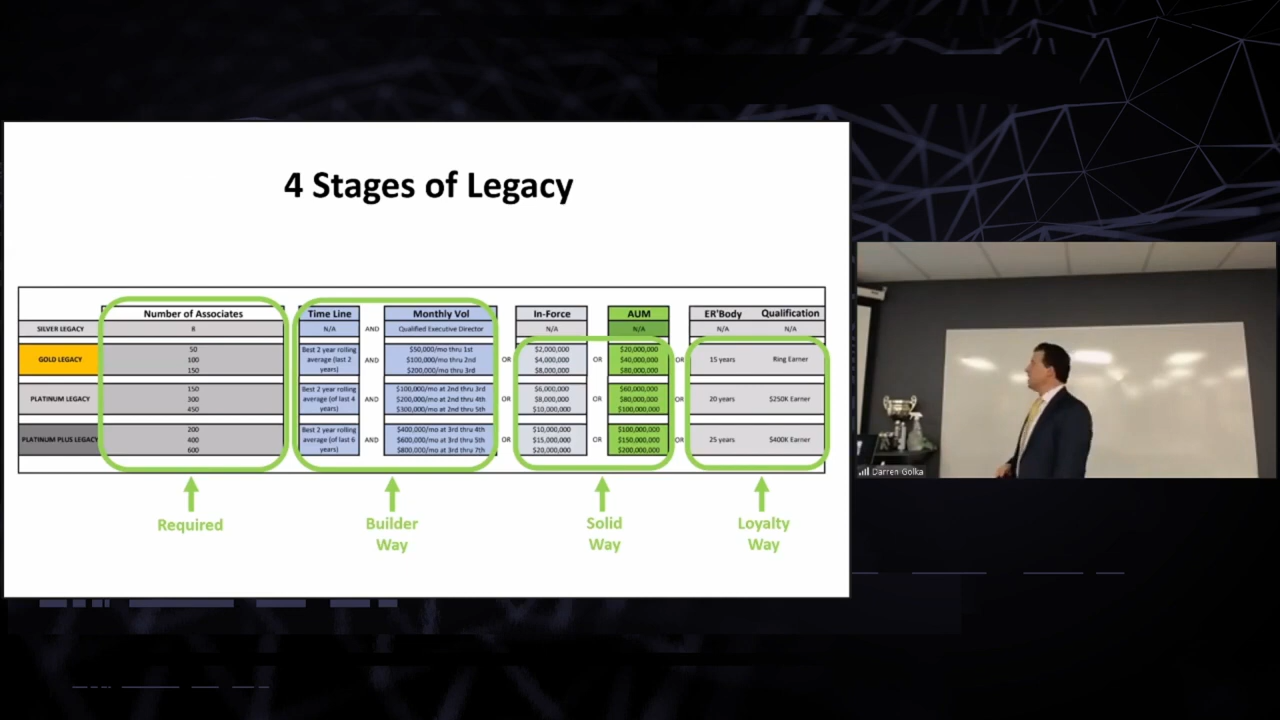 4 Stages of Legacy
Number of Associates Time Line Monthly Vol In-Force AUM ER'Body Qualification
SILVER LEGACY 8 N/A AND Qualified Executive Director N/A N/A N/A N/A
50 Best 2 year rolling $50,000/mo thru 1st $2,000,000 $20,000,000
GOLD LEGACY 100 average (last 2 AND $100,000/mo thru 2nd OR $4,000,000 OR $40,000,000 OR 15 years Ring Earner
150 years) $200,000/mo thru 3rd $8,000,000 $80,000,000
150 Best 2 year rolling $100,000/mo at 2nd thru 3rd $6,000,000 $60,000,000
PLATINUM LEGACY 300 average (of last 4 AND $200,000/mo at 2nd thru 4th OR $8,000,000 OR $80,000,000 OR 20 years $250K Earner
450 years) $300,000/mo at 2nd thru 5th $10,000,000 $100,000,000
200 Best 2 year rolling $400,000/mo at 3rd thru 4th $10,000,000 $100,000,000
PLATINUM PLUS LEGACY 400 average (of last 6 AND $600,000/mo at 3rd thru 5th OR $15,000,000 OR $150,000,000 OR 25 years $400K Earner
600 years) $800,000/mo at 3rd thru 7th $20,000,000 $200,000,000
Required Builder Solid Loyalty
Way Way Way
Darren Golka